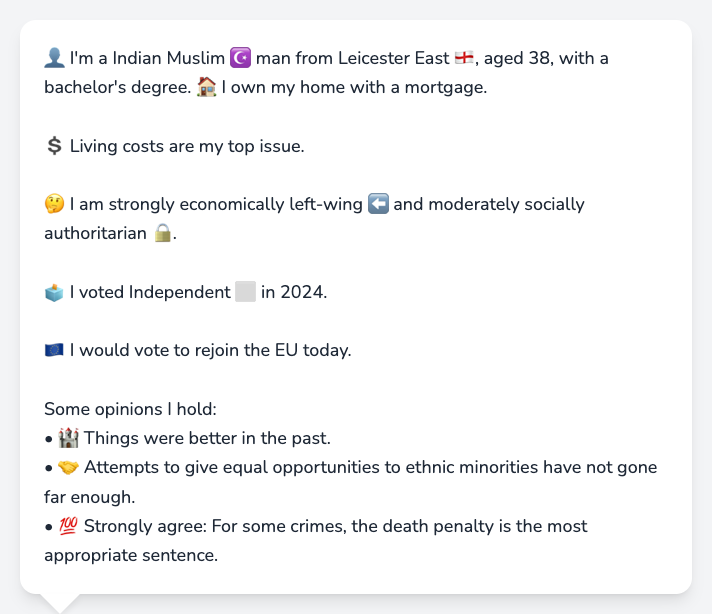 👤 I'm a Indian Muslim ☪️ man from Leicester East 🏴󠁧󠁢󠁥󠁮󠁧󠁿, aged 38, with a
bachelor's degree. 🏠 I own my home with a mortgage.
💲 Living costs are my top issue.
🤔 I am strongly economically left-wing ⬅️ and moderately socially
authoritarian 🔒.
🗳️ I voted Independent ⬜ in 2024.
🇪🇺 I would vote to rejoin the EU today.
Some opinions I hold:
• 🏰 Things were better in the past.
• 🤝 Attempts to give equal opportunities to ethnic minorities have not gone
far enough.
• 💯 Strongly agree: For some crimes, the death penalty is the most
appropriate sentence.